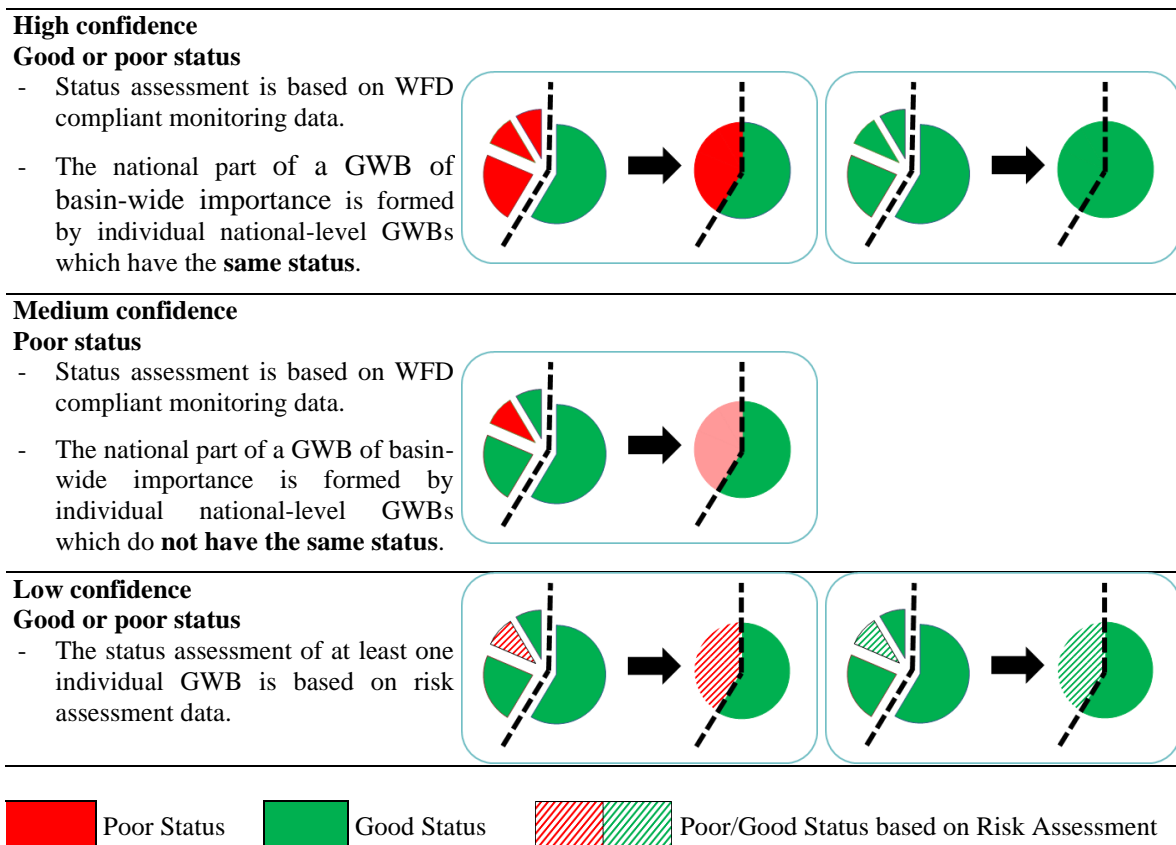 High confidence
Good or poor status
- Status assessment is based on WFD
compliant monitoring data.
- The national part of a GWB of
basin-wide importance is formed
by individual national-level GWBs
which have the same status.
Medium confidence
Poor status
- Status assessment is based on WFD
compliant monitoring data.
- The national part of a GWB of basin-
wide importance is formed by
individual national-level GWBs
which do not have the same status.
Low confidence
Good or poor status
- The status assessment of at least one
individual GWB is based on risk
assessment data.
Poor Status Good Status Poor/Good Status based on Risk Assessment